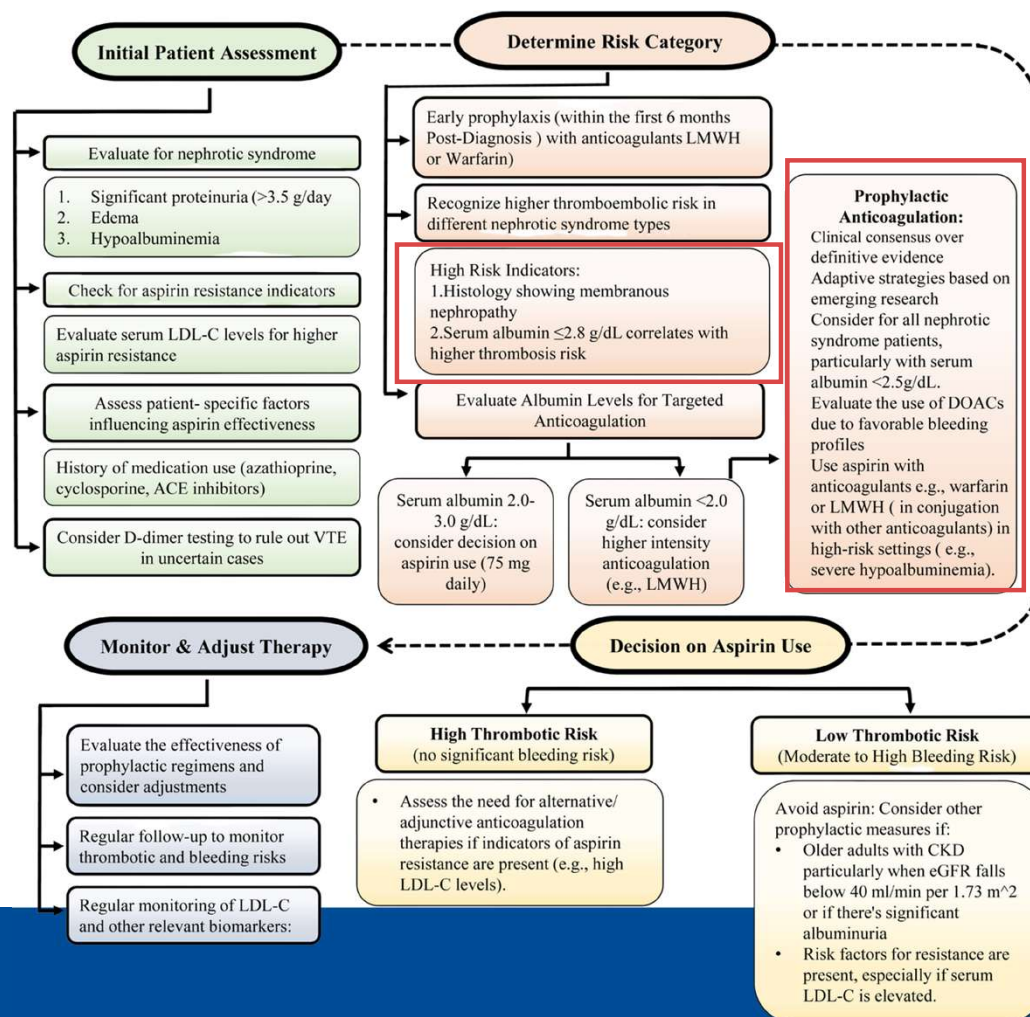 Initial Patient Assessment
Evaluate for nephrotic syndrome
1. Significant proteinuria (>3.5 g/day
2. Edema
3. Hypoalbuminemia
Check for aspirin resistance indicators
Evaluate serum LDL-C levels for higher
aspirin resistance
Assess patient- specific factors
influencing aspirin effectiveness
History of medication use (azathioprine,
cyclosporine, ACE inhibitors)
Consider D-dimer testing to rule out VTE
in uncertain cases
Determine Risk Category
Early prophylaxis (within the first 6 months
Post-Diagnosis ) with anticoagulants LMWH
or Warfarin)
Recognize higher thromboembolic risk in
different nephrotic syndrome types
High Risk Indicators:
1.Histology showing membranous
nephropathy
2.Serum albumin ≤2.8 g/dL correlates with
higher thrombosis risk
Evaluate Albumin Levels for Targeted
Anticoagulation
Serum albumin 2.0-
3.0 g/dL:
consider decision on
aspirin use (75 mg
daily)
Serum albumin <2.0
g/dL: consider
higher intensity
anticoagulation
(e.g., LMWH)
Prophylactic
Anticoagulation:
Clinical consensus over
definitive evidence
Adaptive strategies based on
emerging research
Consider for all nephrotic
syndrome patients,
particularly with serum
albumin <2.5g/dL.
Evaluate the use of DOACs
due to favorable bleeding
profiles
Use aspirin with
anticoagulants e.g., warfarin
or LMWH ( in conjugation
with other anticoagulants) in
high-risk settings ( e.g.,
severe hypoalbuminemia).
Decision on Aspirin Use
High Thrombotic Risk
(no significant bleeding risk)
• Assess the need for alternative/
adjunctive anticoagulation
therapies if indicators of aspirin
resistance are present (e.g., high
LDL-C levels).
Low Thrombotic Risk
(Moderate to High Bleeding Risk)
Avoid aspirin: Consider other
prophylactic measures if:
• Older adults with CKD
particularly when eGFR falls
below 40 ml/min per 1.73 m^2
or if there's significant
albuminuria
• Risk factors for resistance are
present, especially if serum
LDL-C is elevated.
Monitor & Adjust Therapy
Evaluate the effectiveness of
prophylactic regimens and
consider adjustments
Regular follow-up to monitor
thrombotic and bleeding risks
Regular monitoring of LDL-C
and other relevant biomarkers: